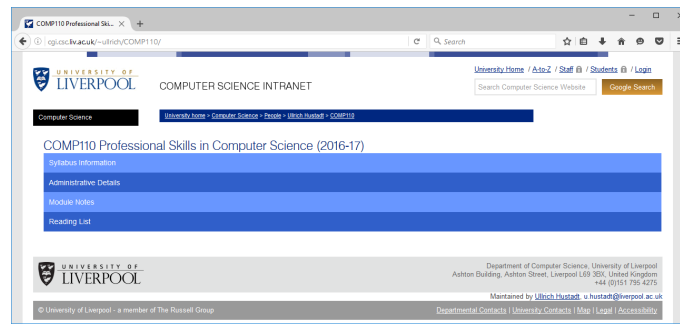 COMP110 Professional Ski...
cgi.csc.liv.ac.uk/~ullrich/COMP110/
Search
UNIVERSITY OF
LIVERPOOL
COMPUTER SCIENCE INTRANET
University Home / A-to-Z / Staff / Students / Login
Search Computer Science Website
Google Search
Computer Science
University home > Computer Science > People > Ullrich Hustadt > COMP110
COMP110 Professional Skills in Computer Science (2016-17)
Syllabus Information
Administrative Details
Module Notes
Reading List
UNIVERSITY OF
LIVERPOOL
Department of Computer Science, University of Liverpool
Ashton Building, Ashton Street, Liverpool L69 3BX, United Kingdom
+44 (0)151 795 4275
Maintained by Ullrich Hustadt, u.hustadt@liverpool.ac.uk
© University of Liverpool - a member of The Russell Group
Departmental Contacts | University Contacts | Map | Legal | Accessibility